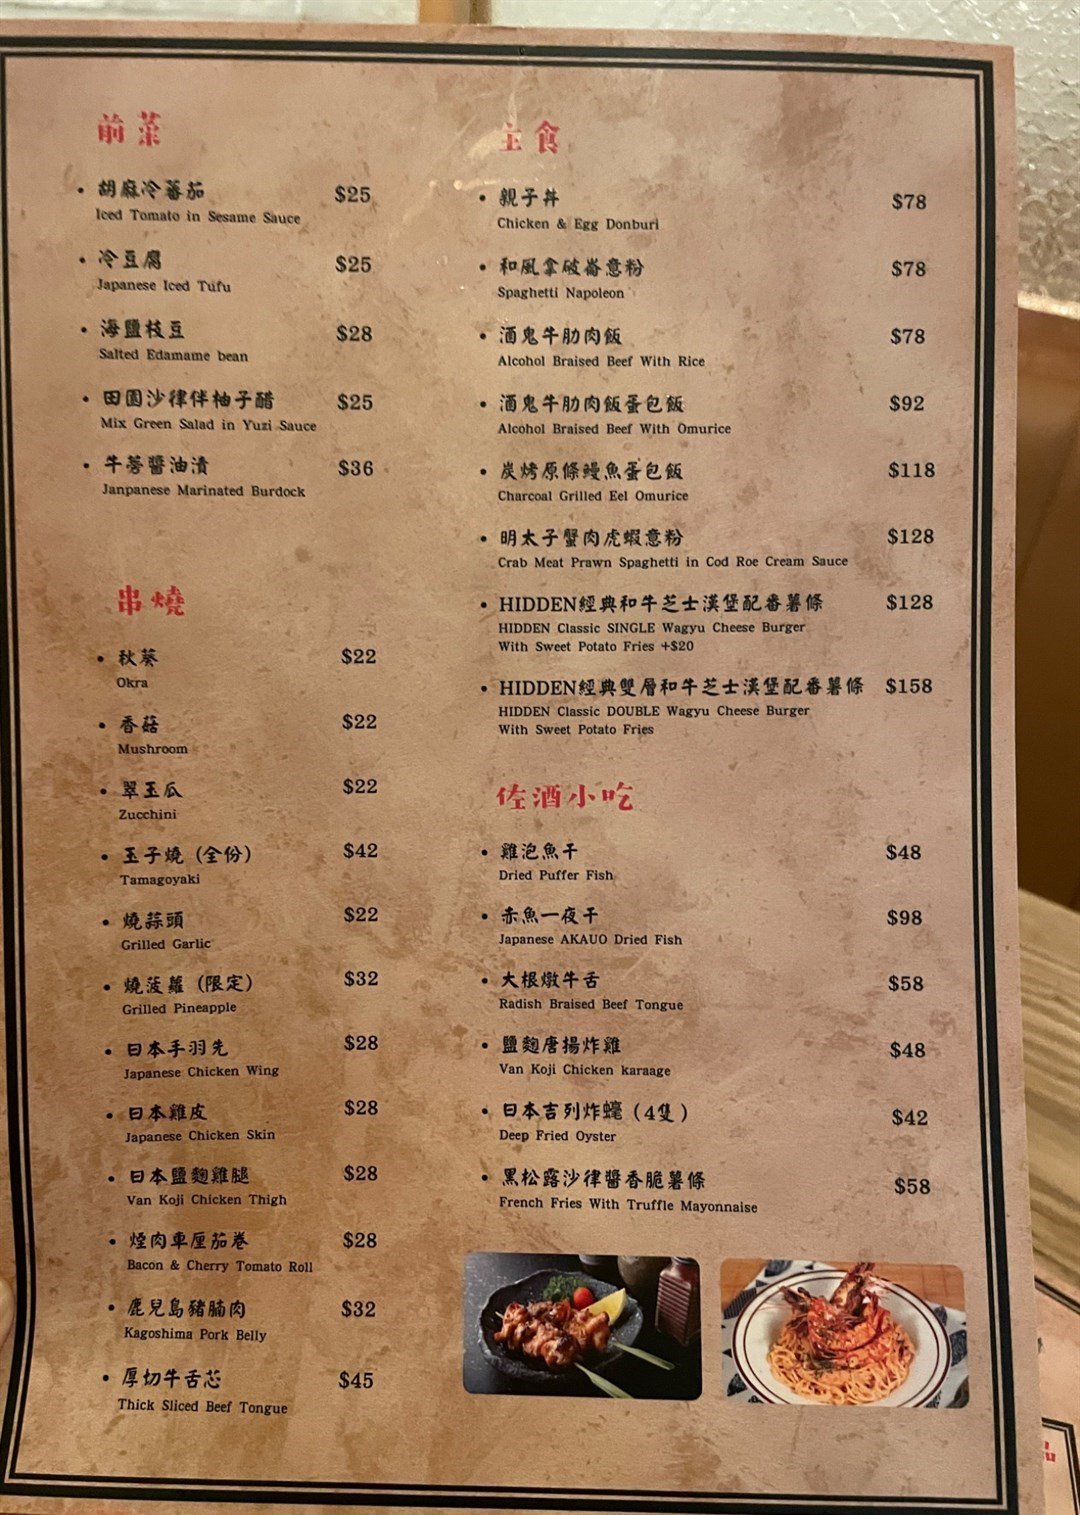 前菜
胡麻冷蕃茄 $25
Iced Tomato in Sesame Sauce
冷豆腐 $25
Japanese Iced Tufu
海鹽枝豆 $28
Salted Edamame bean
田園沙律伴柚子醋 $25
Mix Green Salad in Yuzi Sauce
牛蒡醬油漬 $36
Janpanese Marinated Burdock
串燒
秋葵 $22
Okra
香菇 $22
Mushroom
翠玉瓜 $22
Zucchini
玉子燒 (全份) $42
Tamagoyaki
燒蒜頭 $22
Grilled Garlic
燒菠蘿 (限定) $32
Grilled Pineapple
日本手羽先 $28
Japanese Chicken Wing
日本雞皮 $28
Japanese Chicken Skin
日本鹽麴雞腿 $28
Van Koji Chicken Thigh
煙肉車厘茄卷 $28
Bacon & Cherry Tomato Roll
鹿兒島豬腩肉 $32
Kagoshima Pork Belly
厚切牛舌芯 $45
Thick Sliced Beef Tongue
主食
親子丼 $78
Chicken & Egg Donburi
和風拿破崙意粉 $78
Spaghetti Napoleon
酒鬼牛肋肉飯 $78
Alcohol Braised Beef With Rice
酒鬼牛肋肉飯蛋包飯 $92
Alcohol Braised Beef With Omurice
炭烤原條鰻魚蛋包飯 $118
Charcoal Grilled Eel Omurice
明太子蟹肉虎蝦意粉 $128
Crab Meat Prawn Spaghetti in Cod Roe Cream Sauce
HIDDEN經典和牛芝士漢堡配番薯條 $128
HIDDEN Classic SINGLE Wagyu Cheese Burger
With Sweet Potato Fries +$20
HIDDEN經典雙層和牛芝士漢堡配番薯條 $158
HIDDEN Classic DOUBLE Wagyu Cheese Burger
With Sweet Potato Fries
佐酒小吃
雞泡魚干 $48
Dried Puffer Fish
赤魚一夜干 $98
Japanese AKAUO Dried Fish
大根燉牛舌 $58
Radish Braised Beef Tongue
鹽麴唐揚炸雞 $48
Van Koji Chicken karaage
日本吉列炸蠔 (4隻) $42
Deep Fried Oyster
黑松露沙律醬香脆薯條 $58
French Fries With Truffle Mayonnaise
品